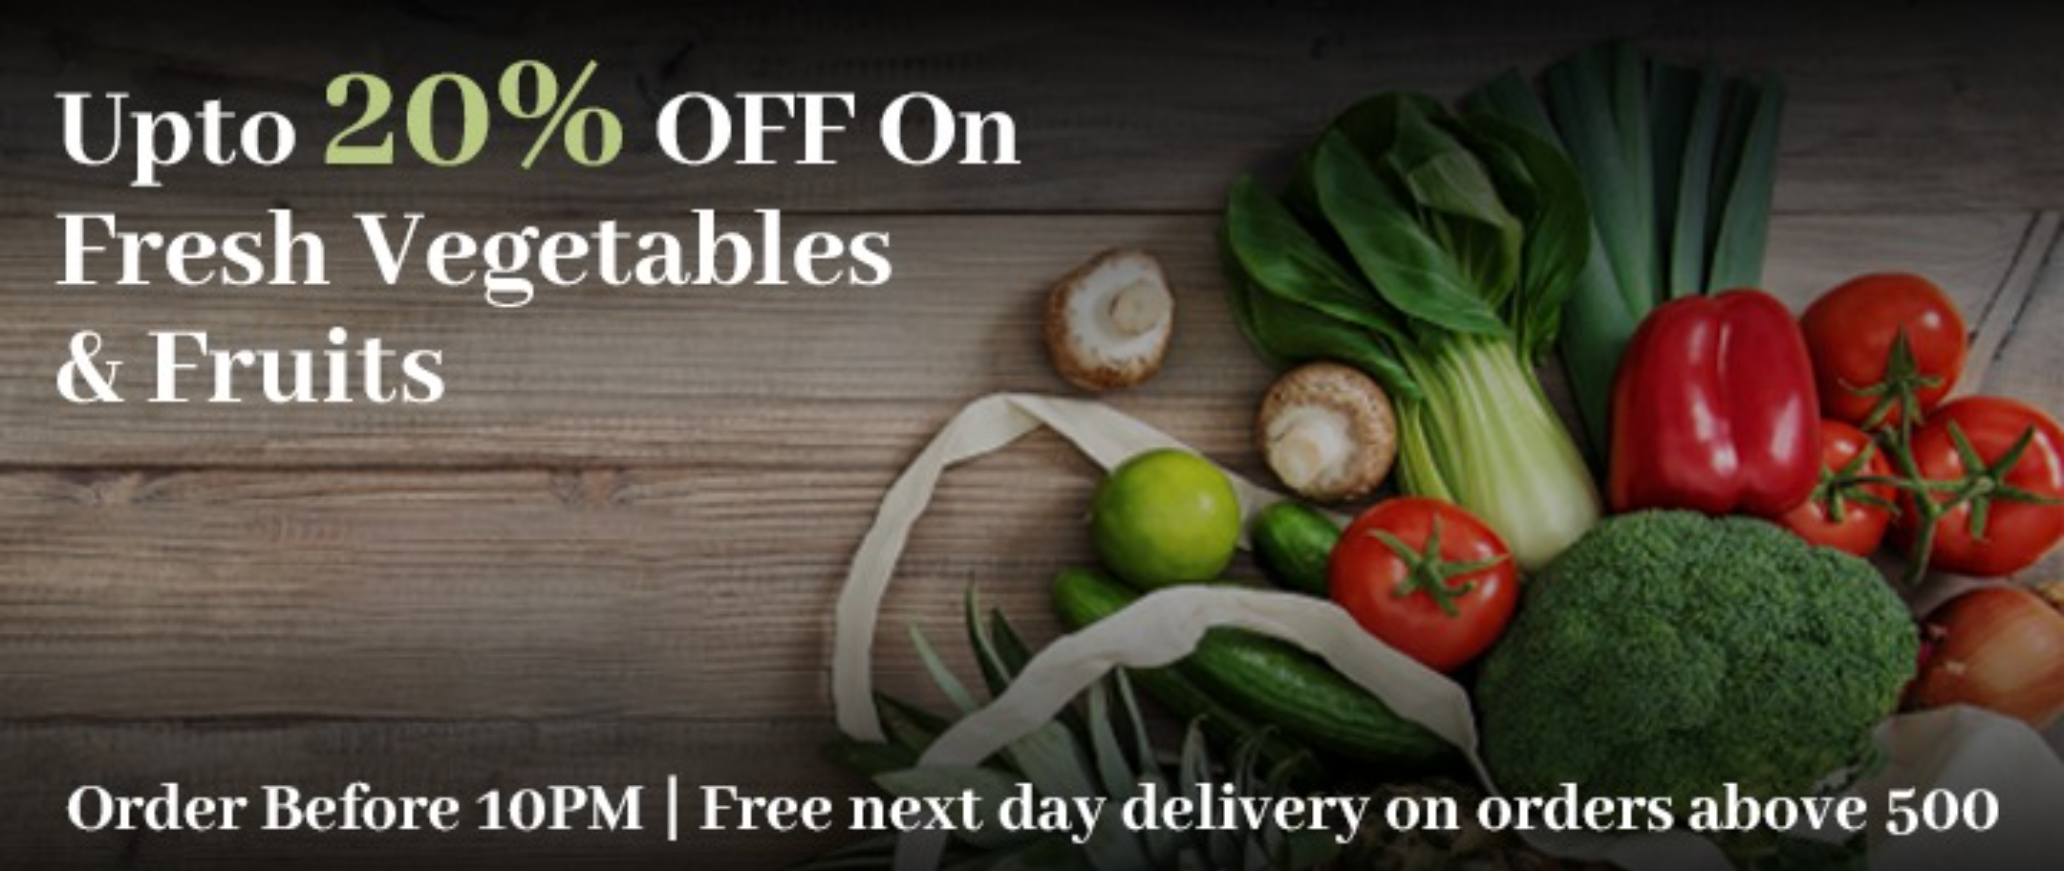 Upto 20% OFF On
Fresh Vegetables
& Fruits
Order Before 10PM | Free next day delivery on orders above 500